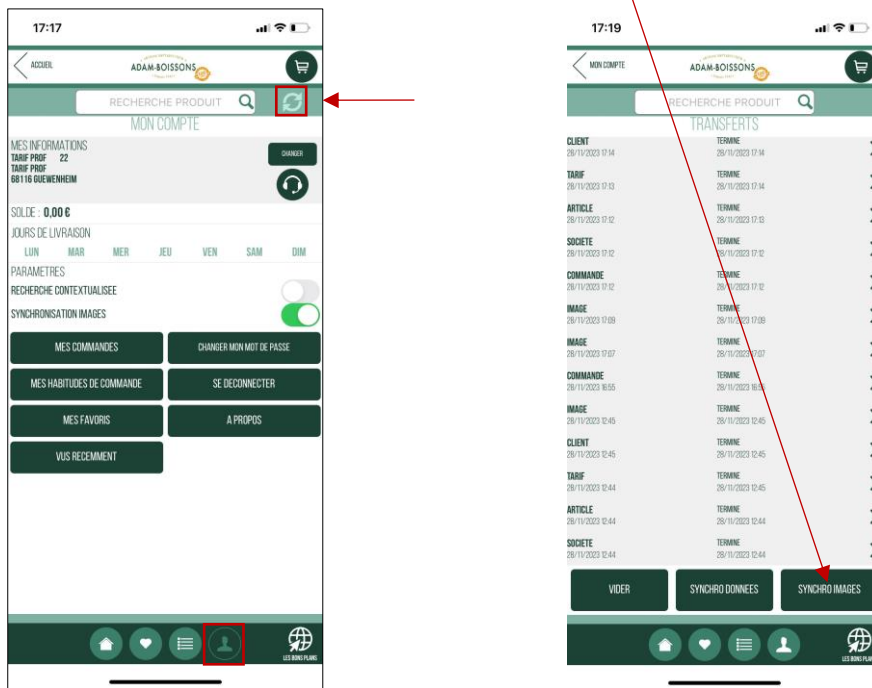 17:17
ACCUEIL
ADAM-BOISSONS
RECHERCHE PRODUIT
MON COMPTE
MES INFORMATIONS
TARIF PROF 22
TARIF PROF
68116 GUEWENHEIM
CHANGER
SOLDE : 0,00 €
JOURS DE LIVRAISON
LUN MAR MER JEU VEN SAM DIM
PARAMETRES
RECHERCHE CONTEXTUALISEE
SYNCHRONISATION IMAGES
MES COMMANDES CHANGER MON MOT DE PASSE
MES HABITUDES DE COMMANDE SE DECONNECTER
MES FAVORIS A PROPOS
VUS RECEMMENT
LES BONS PLANS
17:19
MON COMPTE
ADAM-BOISSONS
RECHERCHE PRODUIT
TRANSFERTS
CLIENT TERMINE
28/11/2023 17:14 28/11/2023 17:14
TARIF TERMINE
28/11/2023 17:13 28/11/2023 17:14
ARTICLE TERMINE
28/11/2023 17:12 28/11/2023 17:13
SOCIETE TERMINE
28/11/2023 17:12 28/11/2023 17:12
COMMANDE TERMINE
28/11/2023 17:12 28/11/2023 17:12
IMAGE TERMINE
28/11/2023 17:09 28/11/2023 17:09
IMAGE TERMINE
28/11/2023 17:07 28/11/2023 17:07
COMMANDE TERMINE
28/11/2023 16:55 28/11/2023 16:55
IMAGE TERMINE
28/11/2023 12:45 28/11/2023 12:45
CLIENT TERMINE
28/11/2023 12:45 28/11/2023 12:45
TARIF TERMINE
28/11/2023 12:44 28/11/2023 12:45
ARTICLE TERMINE
28/11/2023 12:44 28/11/2023 12:44
SOCIETE TERMINE
28/11/2023 12:44 28/11/2023 12:44
VIDER SYNCHRO DONNEES SYNCHRO IMAGES
LES BONS PLANS